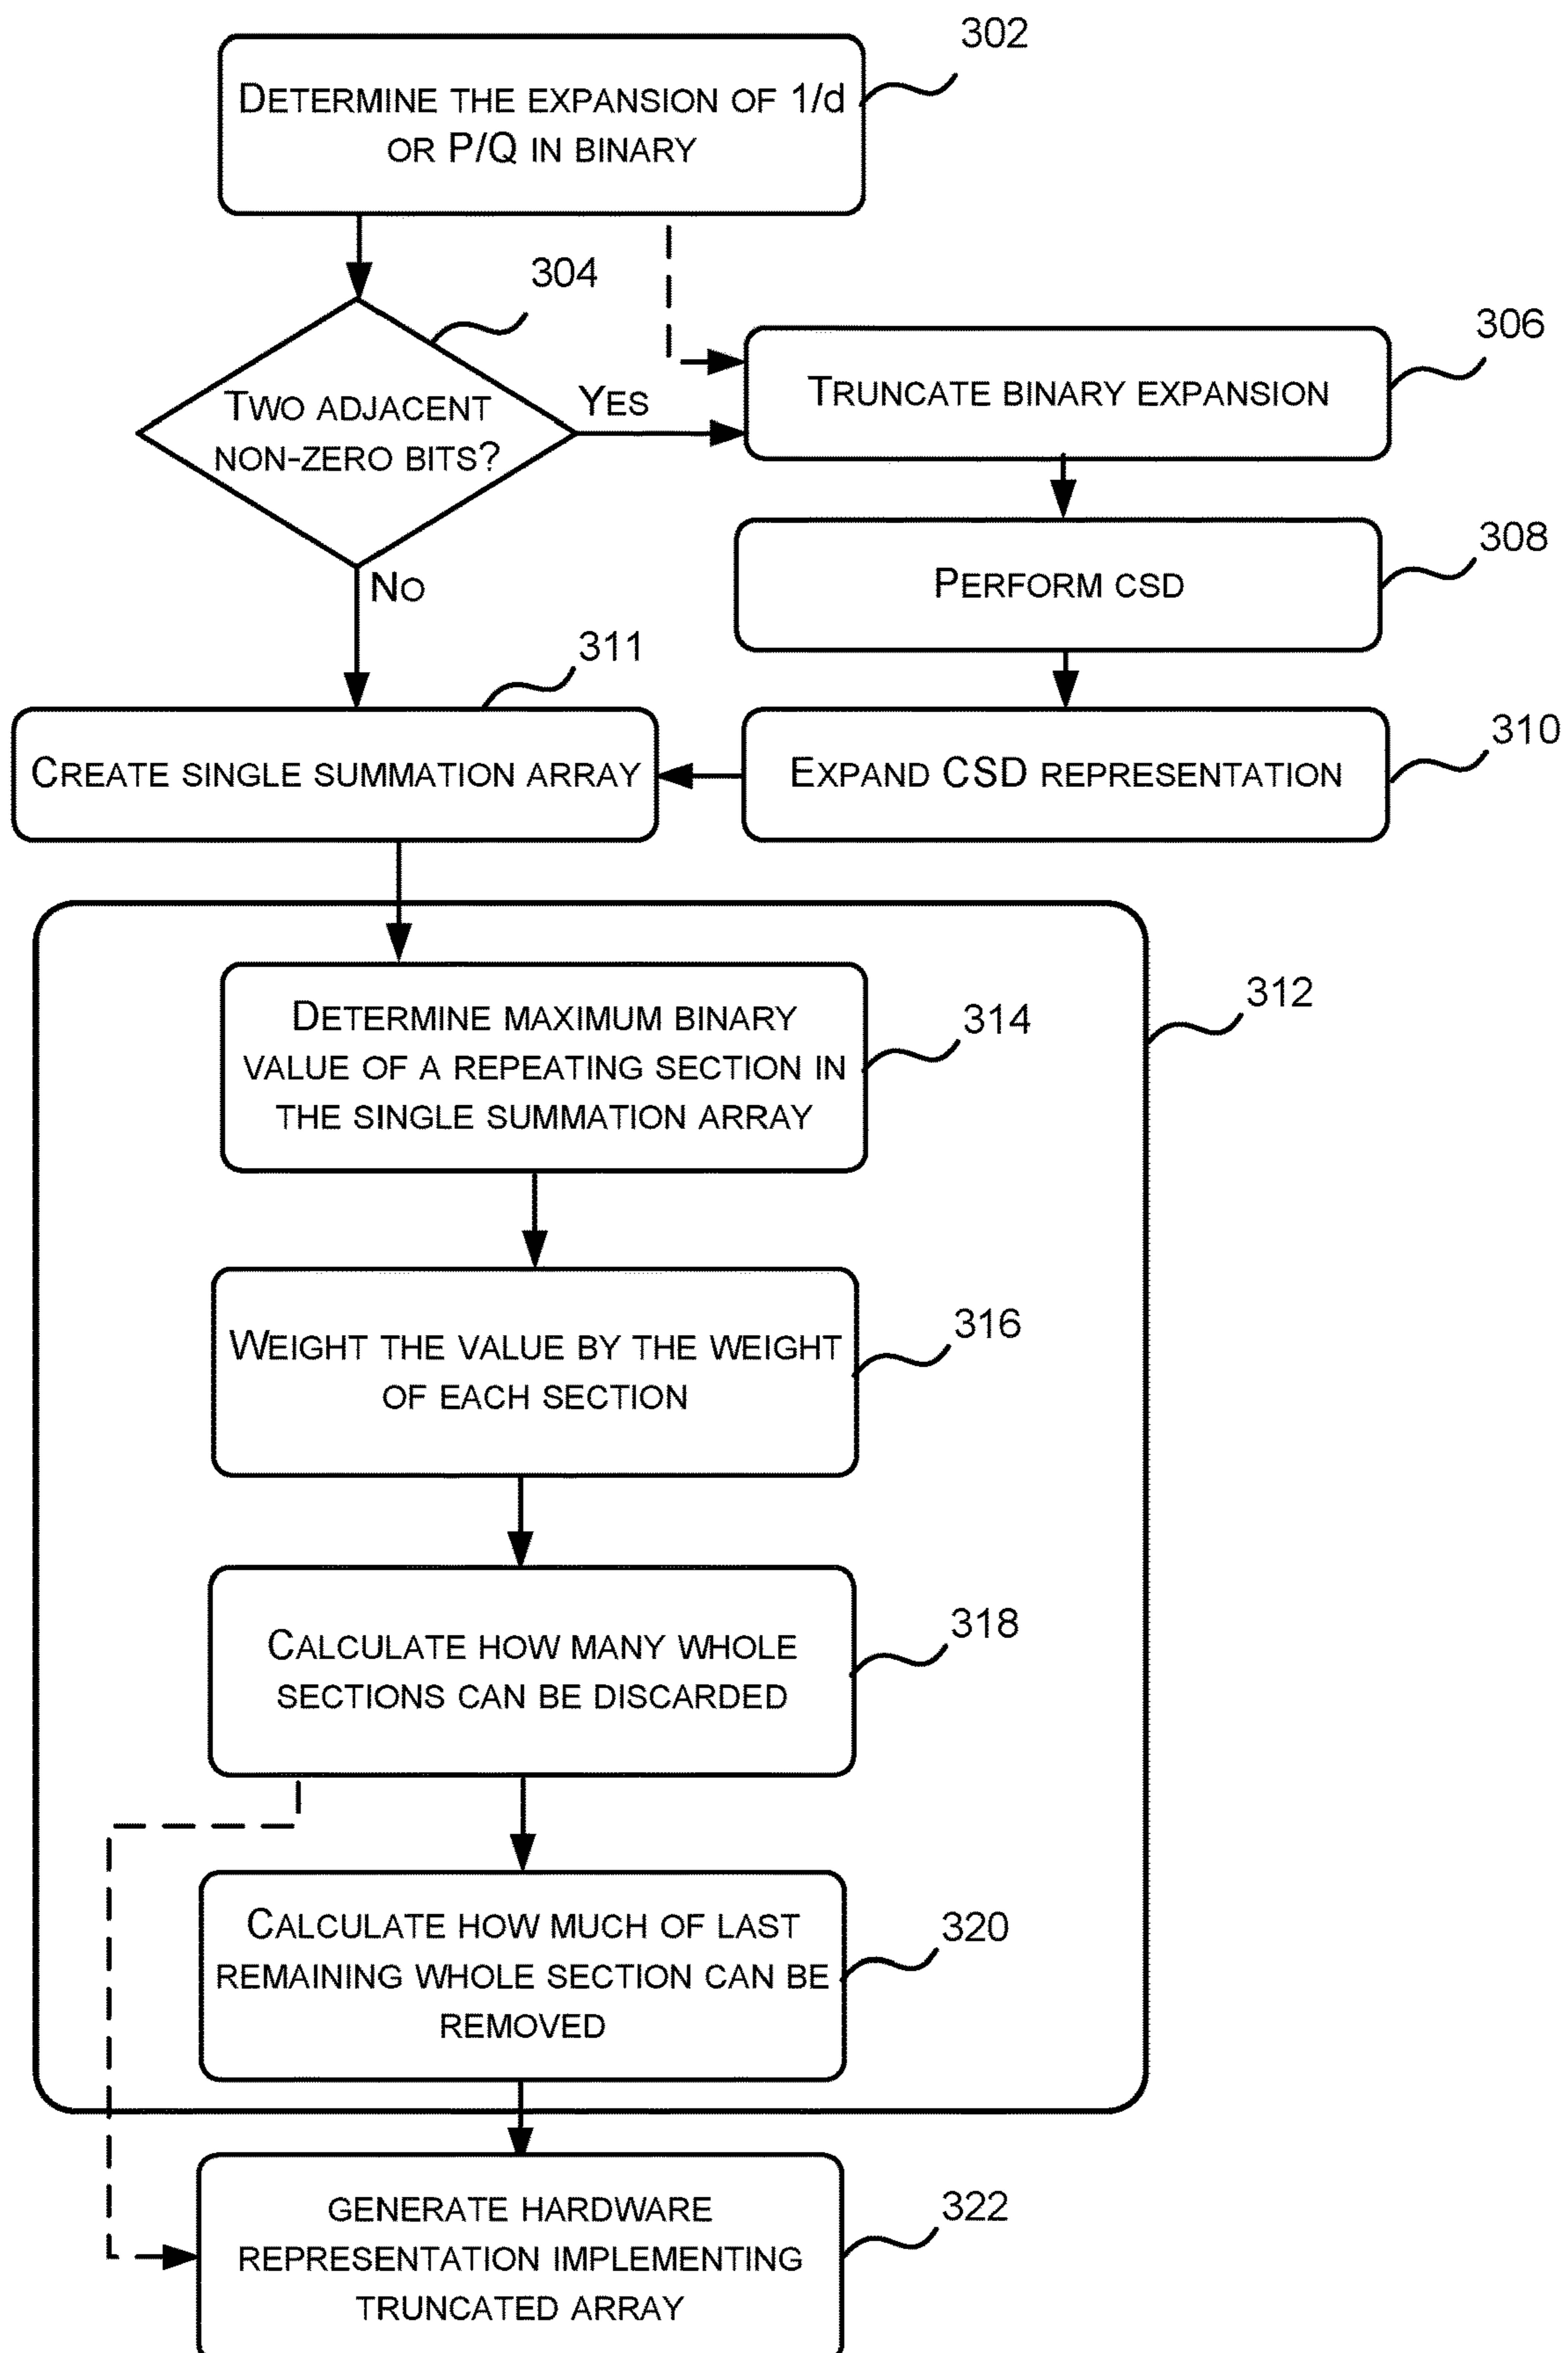 302
DETERMINE THE EXPANSION OF 1/d
OR P/Q IN BINARY
304
TWO ADJACENT
NON-ZERO BITS?
YES
306
TRUNCATE BINARY EXPANSION
308
PERFORM CSD
NO
311
CREATE SINGLE SUMMATION ARRAY
310
EXPAND CSD REPRESENTATION
312
DETERMINE MAXIMUM BINARY
VALUE OF A REPEATING SECTION IN
THE SINGLE SUMMATION ARRAY
314
WEIGHT THE VALUE BY THE WEIGHT
OF EACH SECTION
316
CALCULATE HOW MANY WHOLE
SECTIONS CAN BE DISCARDED
318
CALCULATE HOW MUCH OF LAST
REMAINING WHOLE SECTION CAN BE
REMOVED
320
GENERATE HARDWARE
REPRESENTATION IMPLEMENTING
TRUNCATED ARRAY
322